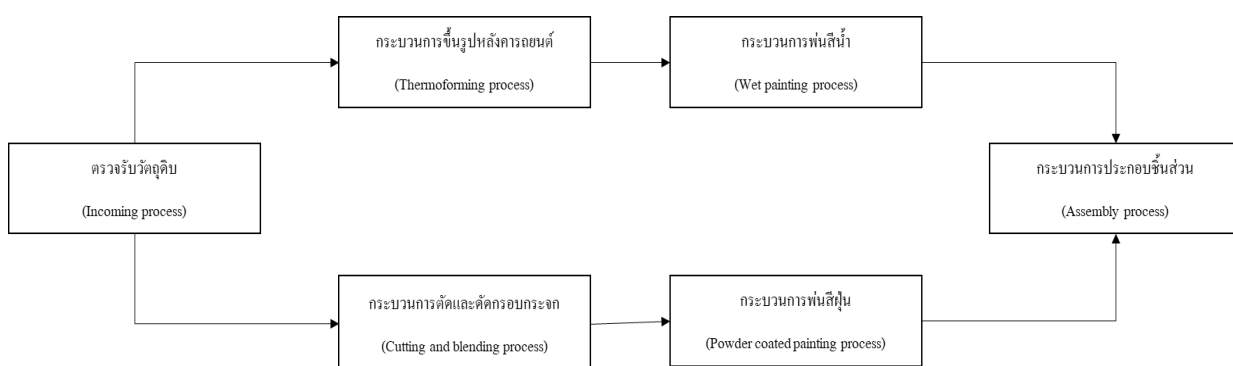 กระบวนการขึ้นรูปหลังคารถยนต์
(Thermoforming process)
กระบวนการพ่นสีน้ำ
(Wet painting process)
ตรวจรับวัตถุดิบ
(Incoming process)
กระบวนการประกอบชิ้นส่วน
(Assembly process)
กระบวนการตัดและดัดกรอบกระจก
(Cutting and blending process)
กระบวนการพ่นสีฝุ่น
(Powder coated painting process)